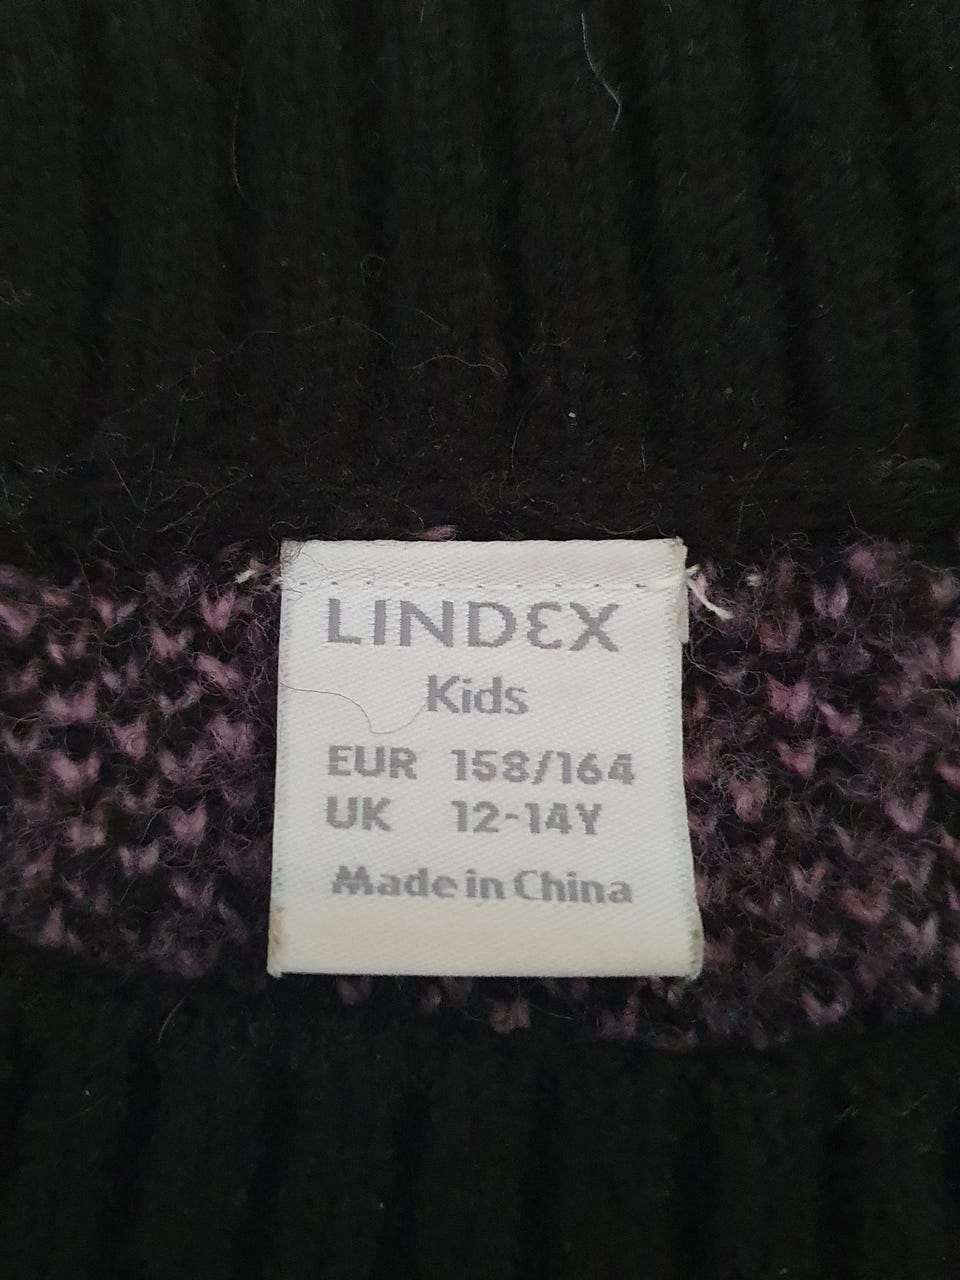 LINDEX
Kids
EUR 158/164
UK 12-14Y
Made in China